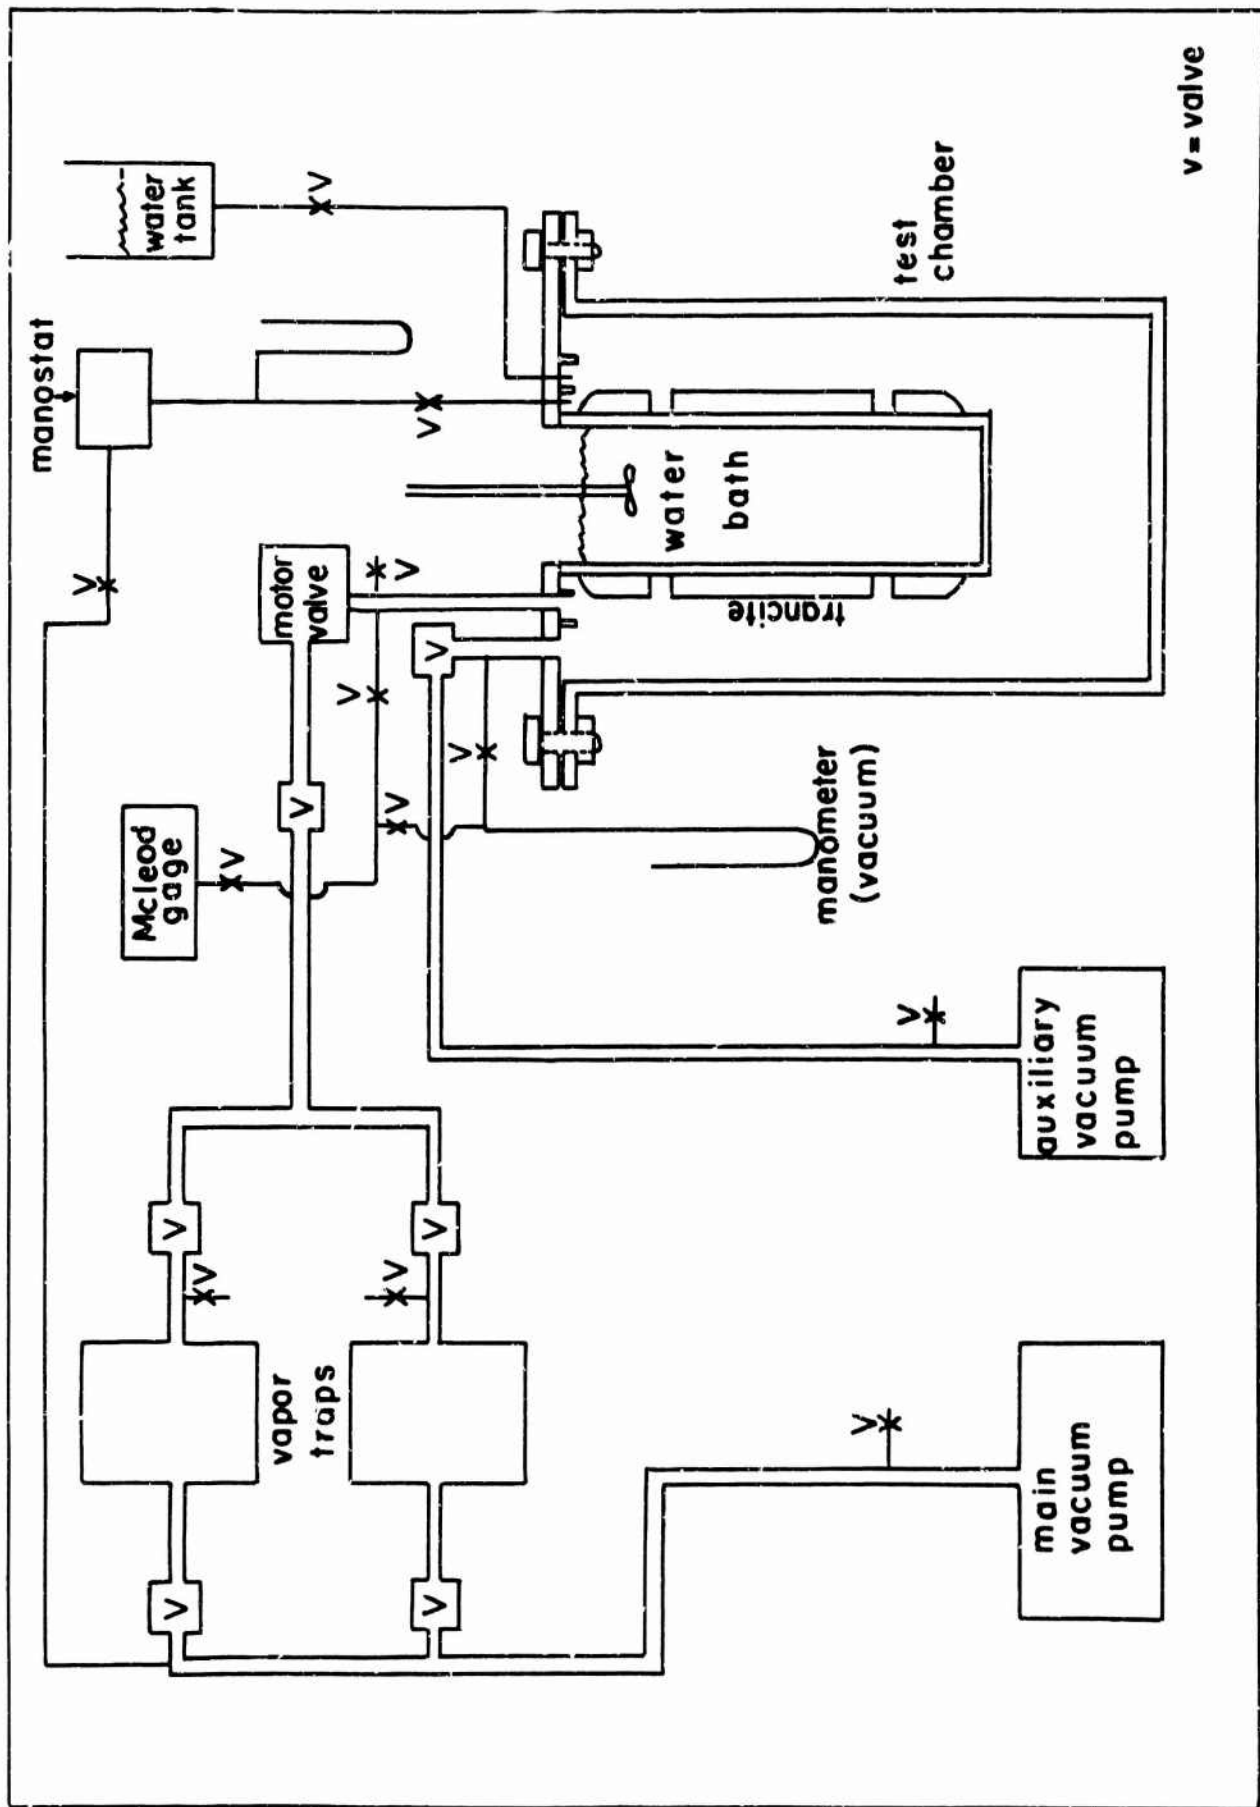 manostat
V
water
tank
Mcleod
gage
V
V
V
V
V
motor
valve
V
V
vapor
traps
V
V
V
V
V
V
V
V
V
water
bath
trancite
test
chamber
manometer
(vacuum)
V
V
main
vacuum
pump
auxiliary
vacuum
pump
v = valve